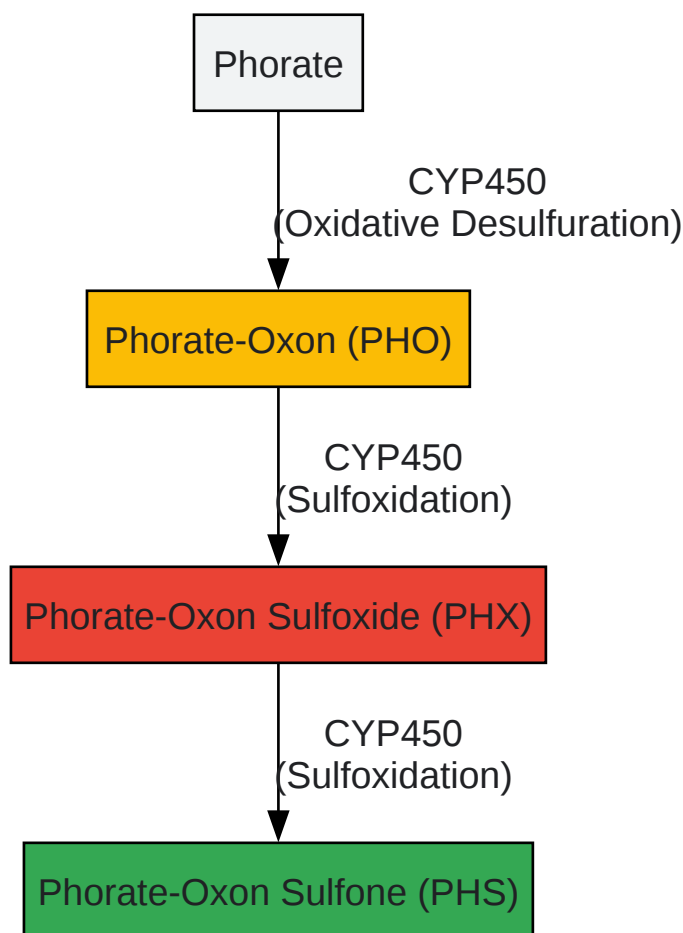 Phorate
CYP450
(Oxidative Desulfuration)
Phorate-Oxon (PHO)
CYP450
(Sulfoxidation)
Phorate-Oxon Sulfoxide (PHX)
CYP450
(Sulfoxidation)
Phorate-Oxon Sulfone (PHS)